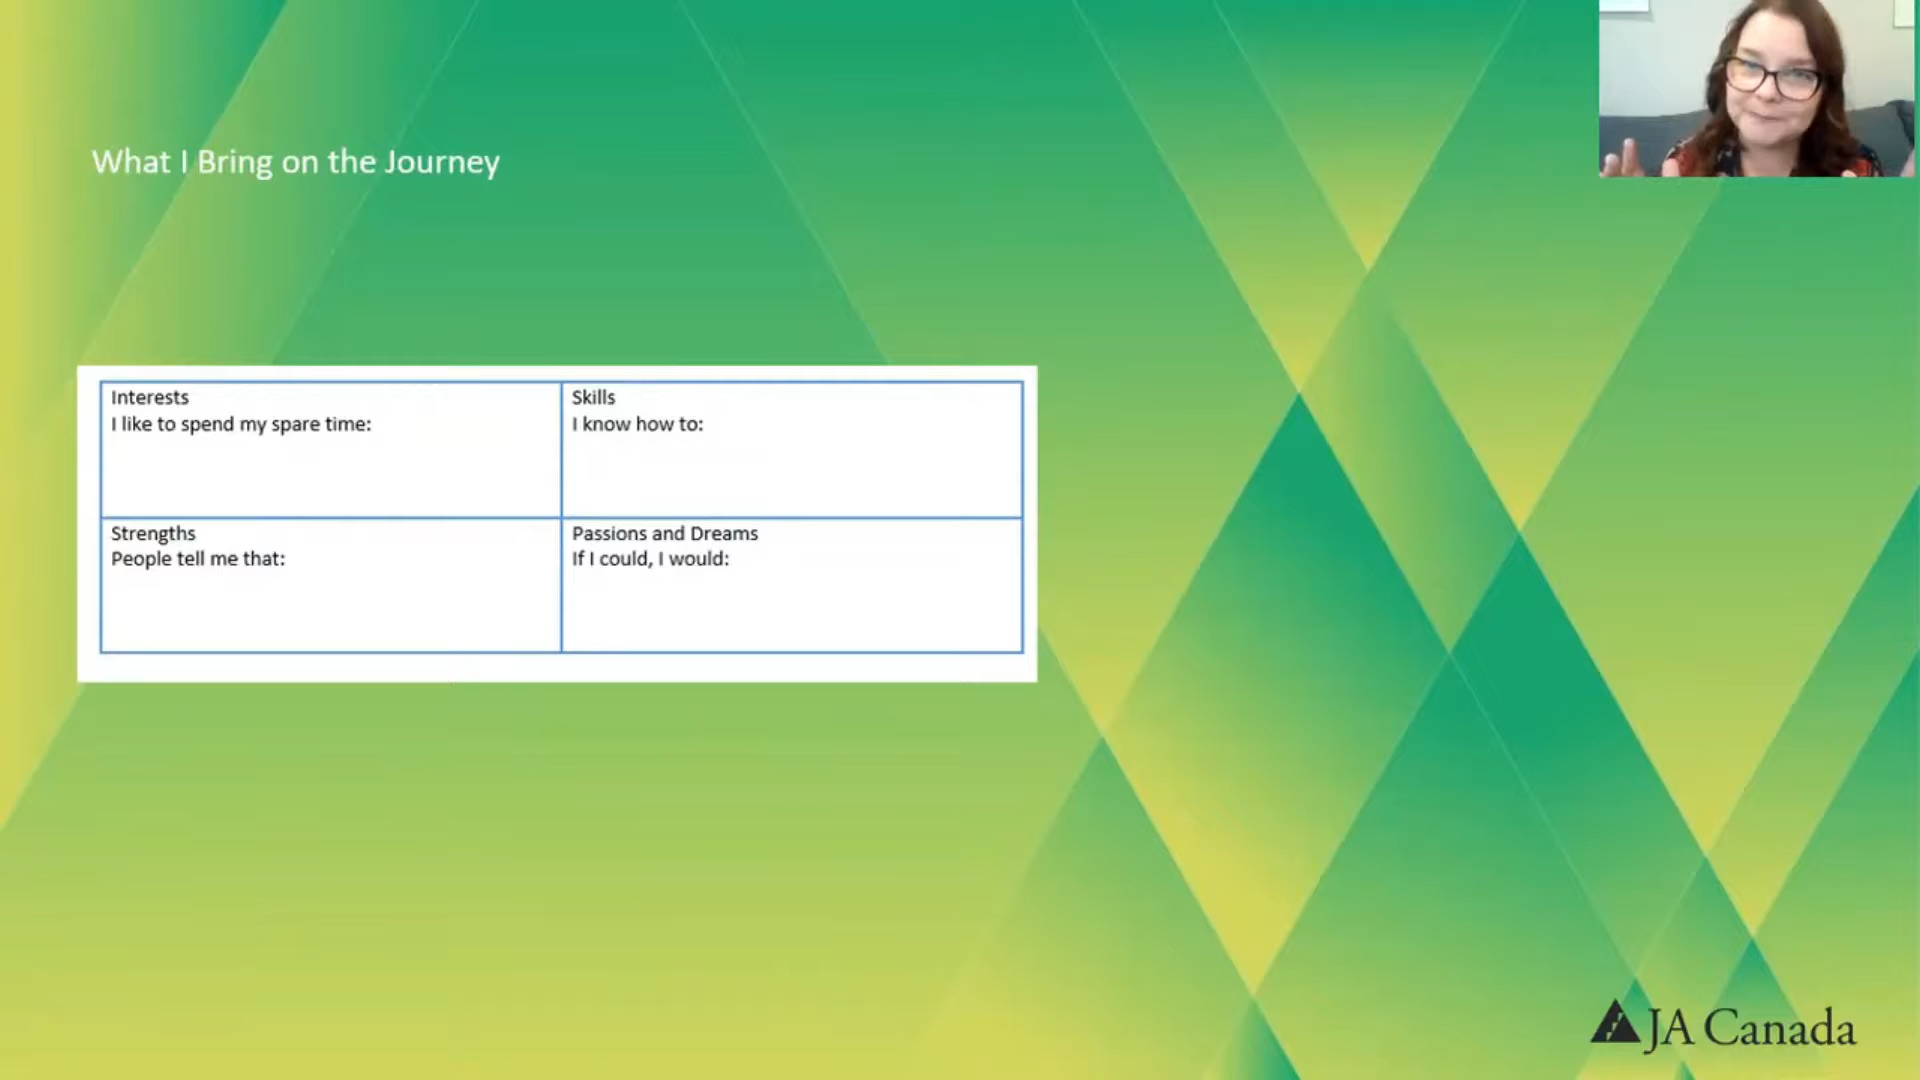 What I Bring on the Journey
Interests
I like to spend my spare time:
Skills
I know how to:
Strengths
People tell me that:
Passions and Dreams
If I could, I would:
JA Canada